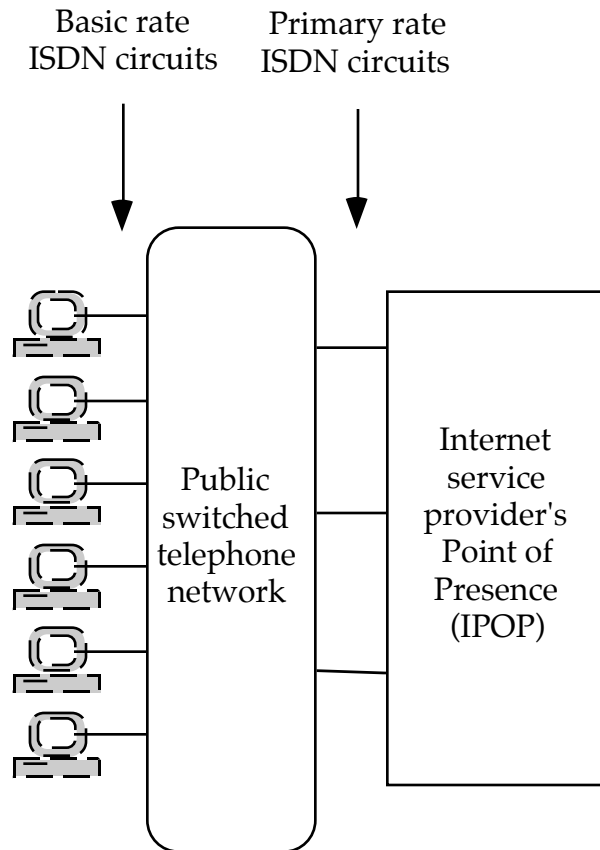 Basic rate
ISDN circuits
Primary rate
ISDN circuits
Public
switched
telephone
network
Internet
service
provider's
Point of
Presence
(IPOP)